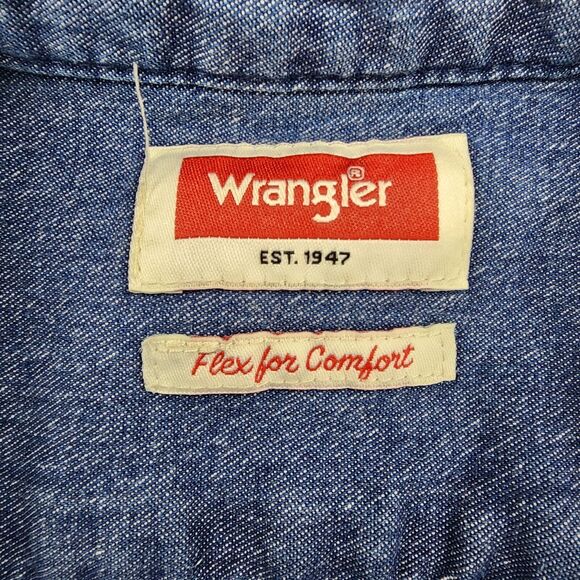 Wrangler®
EST. 1947
Flex for Comfort